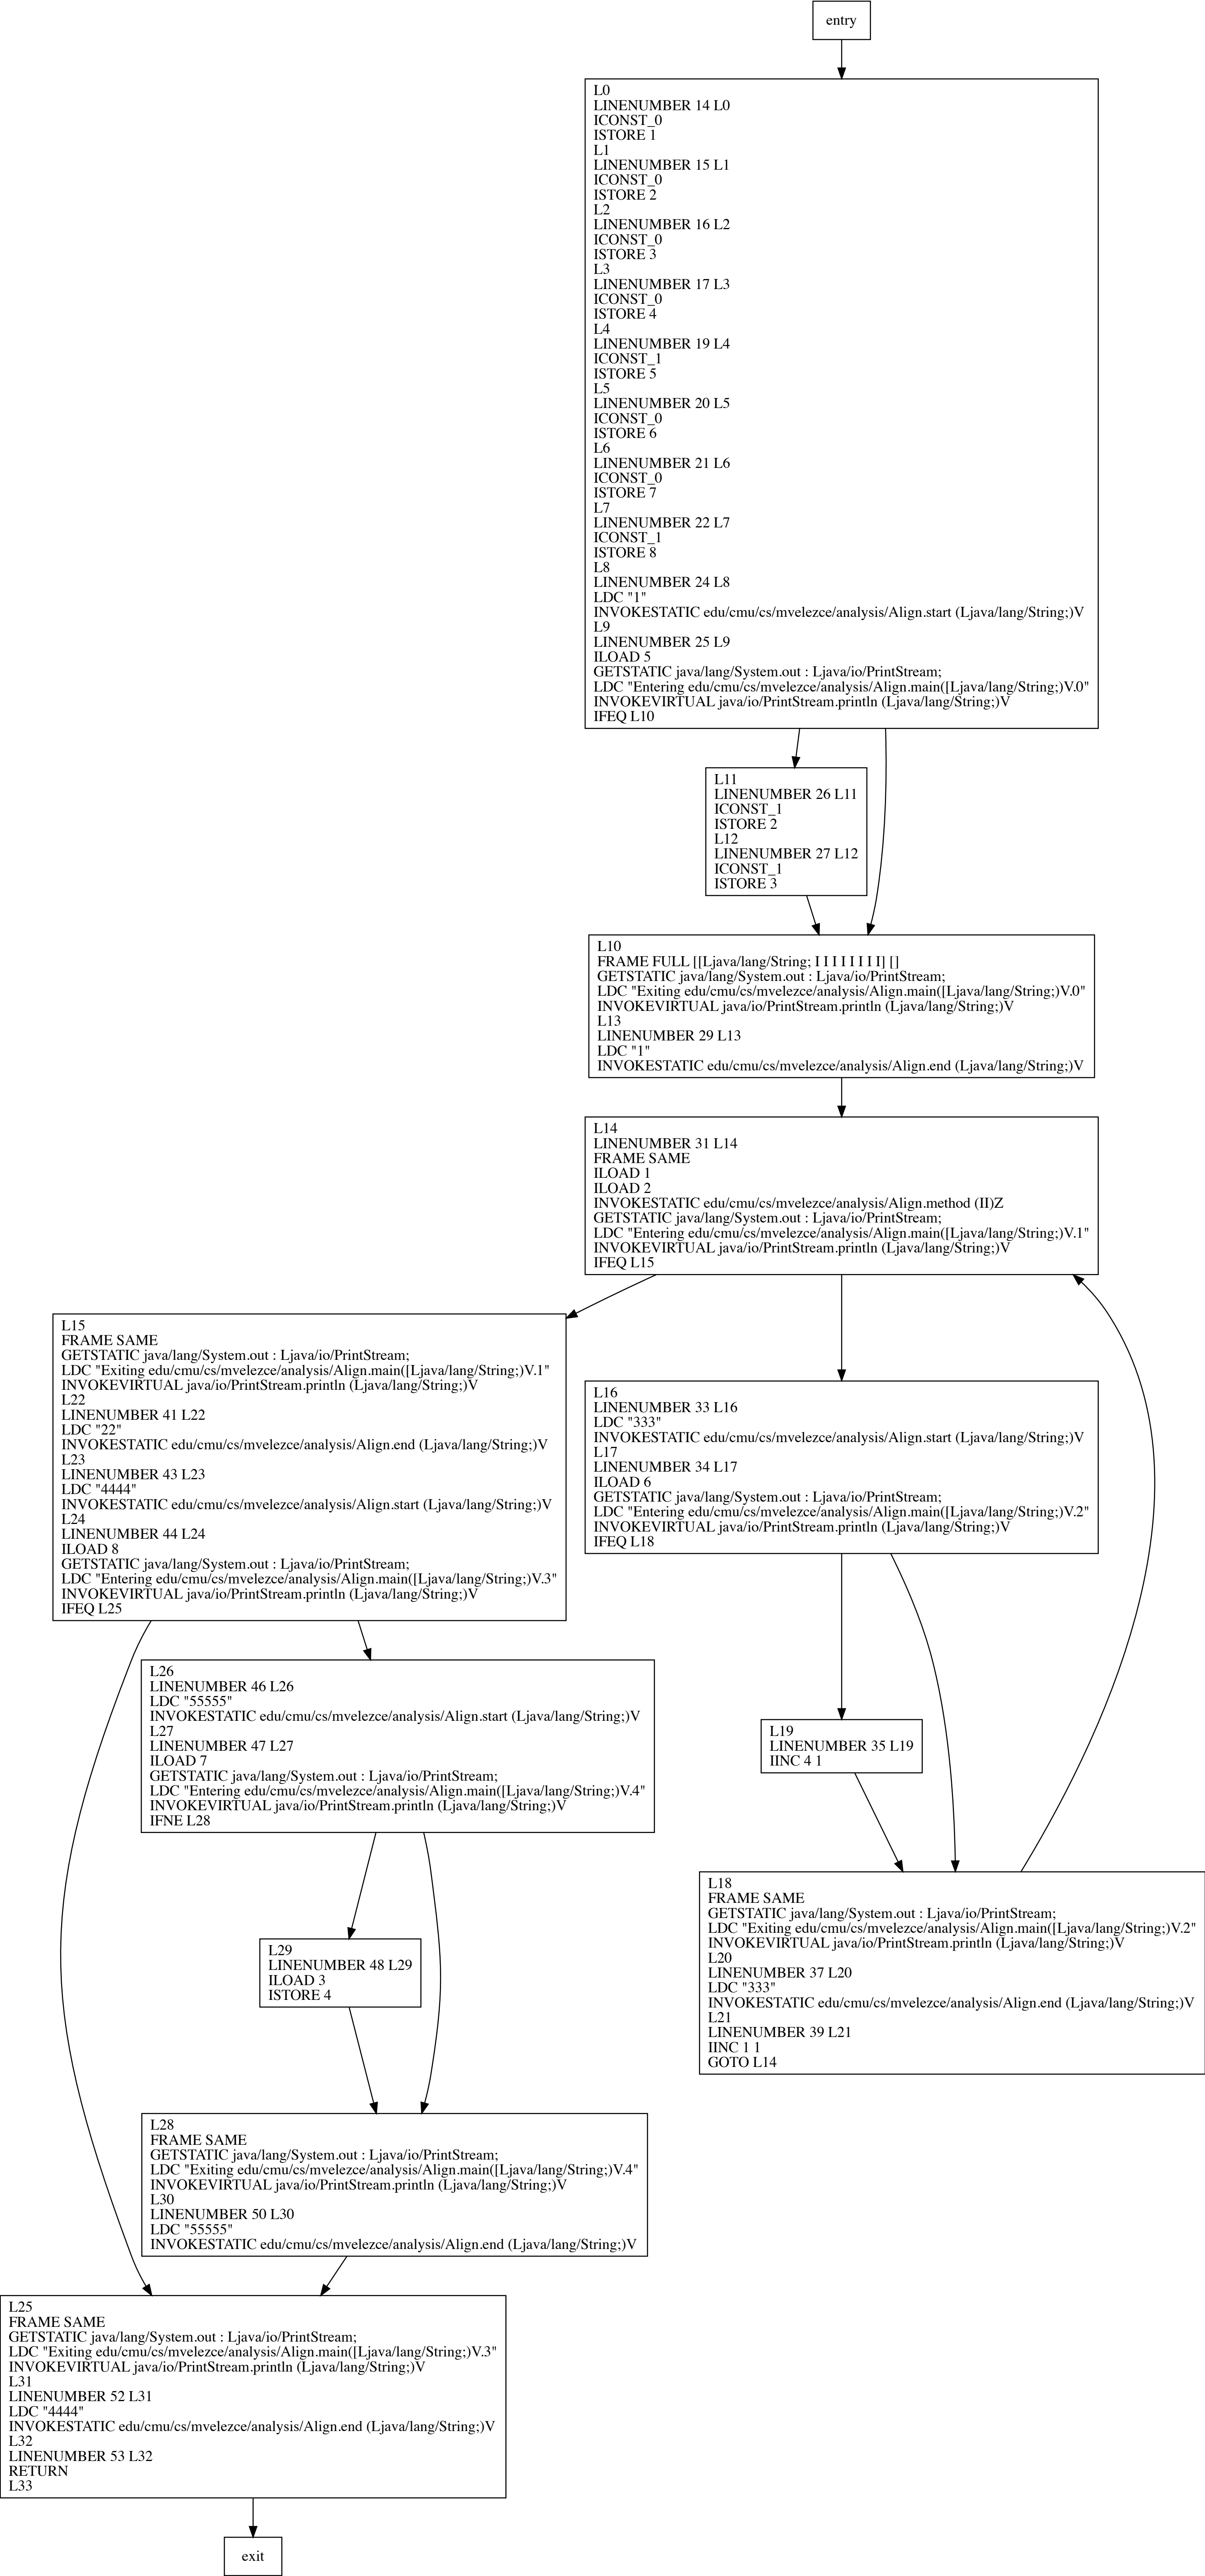 entry
L0
LINENUMBER 14 L0
ICONST_0
ISTORE 1
L1
LINENUMBER 15 L1
ICONST_0
ISTORE 2
L2
LINENUMBER 16 L2
ICONST_0
ISTORE 3
L3
LINENUMBER 17 L3
ICONST_0
ISTORE 4
L4
LINENUMBER 19 L4
ICONST_1
ISTORE 5
L5
LINENUMBER 20 L5
ICONST_0
ISTORE 6
L6
LINENUMBER 21 L6
ICONST_0
ISTORE 7
L7
LINENUMBER 22 L7
ICONST_1
ISTORE 8
L8
LINENUMBER 24 L8
LDC "1"
INVOKESTATIC edu/cmu/cs/mvelezce/analysis/Align.start (Ljava/lang/String;)V
L9
LINENUMBER 25 L9
ILOAD 5
GETSTATIC java/lang/System.out : Ljava/io/PrintStream;
LDC "Entering edu/cmu/cs/mvelezce/analysis/Align.main([Ljava/lang/String;)V.0"
INVOKEVIRTUAL java/io/PrintStream.println (Ljava/lang/String;)V
IFEQ L10
L11
LINENUMBER 26 L11
ICONST_1
ISTORE 2
L12
LINENUMBER 27 L12
ICONST_1
ISTORE 3
L10
FRAME FULL [[Ljava/lang/String; I I I I I I I I] []
GETSTATIC java/lang/System.out : Ljava/io/PrintStream;
LDC "Exiting edu/cmu/cs/mvelezce/analysis/Align.main([Ljava/lang/String;)V.0"
INVOKEVIRTUAL java/io/PrintStream.println (Ljava/lang/String;)V
L13
LINENUMBER 29 L13
LDC "1"
INVOKESTATIC edu/cmu/cs/mvelezce/analysis/Align.end (Ljava/lang/String;)V
L14
LINENUMBER 31 L14
FRAME SAME
ILOAD 1
ILOAD 2
INVOKESTATIC edu/cmu/cs/mvelezce/analysis/Align.method (II)Z
GETSTATIC java/lang/System.out : Ljava/io/PrintStream;
LDC "Entering edu/cmu/cs/mvelezce/analysis/Align.main([Ljava/lang/String;)V.1"
INVOKEVIRTUAL java/io/PrintStream.println (Ljava/lang/String;)V
IFEQ L15
L15
FRAME SAME
GETSTATIC java/lang/System.out : Ljava/io/PrintStream;
LDC "Exiting edu/cmu/cs/mvelezce/analysis/Align.main([Ljava/lang/String;)V.1"
INVOKEVIRTUAL java/io/PrintStream.println (Ljava/lang/String;)V
L22
LINENUMBER 41 L22
LDC "22"
INVOKESTATIC edu/cmu/cs/mvelezce/analysis/Align.end (Ljava/lang/String;)V
L23
LINENUMBER 43 L23
LDC "4444"
INVOKESTATIC edu/cmu/cs/mvelezce/analysis/Align.start (Ljava/lang/String;)V
L24
LINENUMBER 44 L24
ILOAD 8
GETSTATIC java/lang/System.out : Ljava/io/PrintStream;
LDC "Entering edu/cmu/cs/mvelezce/analysis/Align.main([Ljava/lang/String;)V.3"
INVOKEVIRTUAL java/io/PrintStream.println (Ljava/lang/String;)V
IFEQ L25
L16
LINENUMBER 33 L16
LDC "333"
INVOKESTATIC edu/cmu/cs/mvelezce/analysis/Align.start (Ljava/lang/String;)V
L17
LINENUMBER 34 L17
ILOAD 6
GETSTATIC java/lang/System.out : Ljava/io/PrintStream;
LDC "Entering edu/cmu/cs/mvelezce/analysis/Align.main([Ljava/lang/String;)V.2"
INVOKEVIRTUAL java/io/PrintStream.println (Ljava/lang/String;)V
IFEQ L18
L26
LINENUMBER 46 L26
LDC "55555"
INVOKESTATIC edu/cmu/cs/mvelezce/analysis/Align.start (Ljava/lang/String;)V
L27
LINENUMBER 47 L27
ILOAD 7
GETSTATIC java/lang/System.out : Ljava/io/PrintStream;
LDC "Entering edu/cmu/cs/mvelezce/analysis/Align.main([Ljava/lang/String;)V.4"
INVOKEVIRTUAL java/io/PrintStream.println (Ljava/lang/String;)V
IFNE L28
L19
LINENUMBER 35 L19
IINC 4 1
L18
FRAME SAME
GETSTATIC java/lang/System.out : Ljava/io/PrintStream;
LDC "Exiting edu/cmu/cs/mvelezce/analysis/Align.main([Ljava/lang/String;)V.2"
INVOKEVIRTUAL java/io/PrintStream.println (Ljava/lang/String;)V
L20
LINENUMBER 37 L20
LDC "333"
INVOKESTATIC edu/cmu/cs/mvelezce/analysis/Align.end (Ljava/lang/String;)V
L21
LINENUMBER 39 L21
IINC 1 1
GOTO L14
L29
LINENUMBER 48 L29
ILOAD 3
ISTORE 4
L28
FRAME SAME
GETSTATIC java/lang/System.out : Ljava/io/PrintStream;
LDC "Exiting edu/cmu/cs/mvelezce/analysis/Align.main([Ljava/lang/String;)V.4"
INVOKEVIRTUAL java/io/PrintStream.println (Ljava/lang/String;)V
L30
LINENUMBER 50 L30
LDC "55555"
INVOKESTATIC edu/cmu/cs/mvelezce/analysis/Align.end (Ljava/lang/String;)V
L25
FRAME SAME
GETSTATIC java/lang/System.out : Ljava/io/PrintStream;
LDC "Exiting edu/cmu/cs/mvelezce/analysis/Align.main([Ljava/lang/String;)V.3"
INVOKEVIRTUAL java/io/PrintStream.println (Ljava/lang/String;)V
L31
LINENUMBER 52 L31
LDC "4444"
INVOKESTATIC edu/cmu/cs/mvelezce/analysis/Align.end (Ljava/lang/String;)V
L32
LINENUMBER 53 L32
RETURN
L33
exit